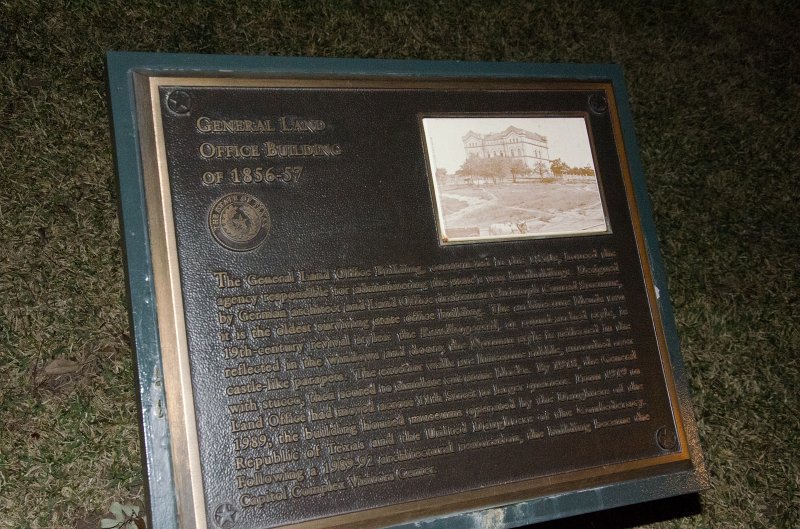 General Land
Office Building
of 1856-57
The General Land Office Building, constructed in the 1850s, housed the
agency responsible for administering the state's vast landholdings. Designed
by German architect and Land Office draftsman Christoph Conrad Stremme,
it is the oldest surviving state office building. The architecture blends two
19th-century revival styles: the Rundbogenstil, or round-arched style, is
reflected in the windows and doors; the Norman style is reflected in the
castle-like parapets. The exterior walls are limestone rubble,
with stucco, then scored to simulate cut stone blocks. By 1918, the General
Land Office had moved across 11th Street to larger quarters. From 1919 to
1989, the building housed museums operated by the Daughters of the
Republic of Texas and the United Daughters of the Confederacy.
Following a 1989-92 architectural restoration, the building became the
Capitol Complex Visitors Center.